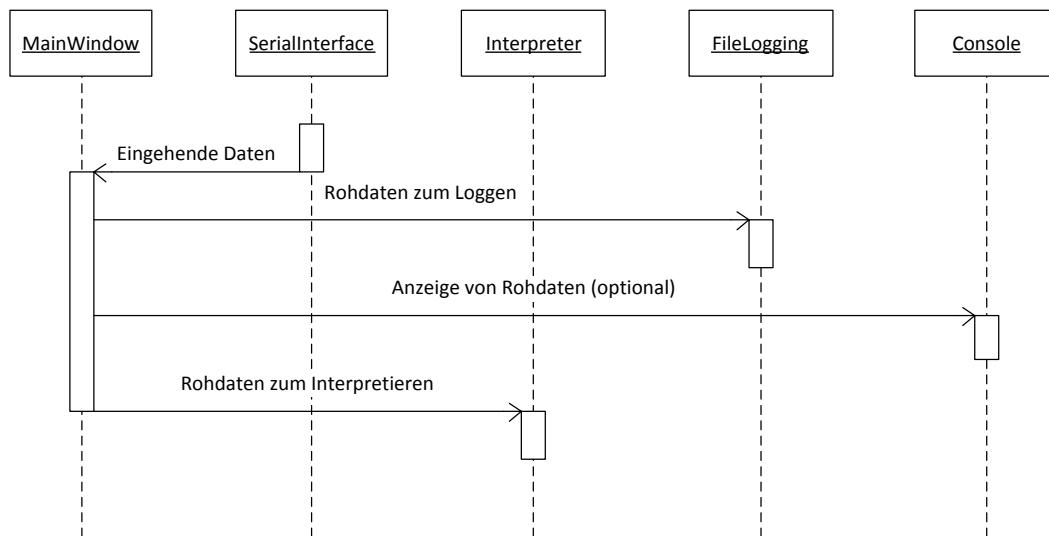 MainWindow
SerialInterface
Interpreter
FileLogging
Console
Eingehende Daten
Rohdaten zum Loggen
Anzeige von Rohdaten (optional)
Rohdaten zum Interpretieren